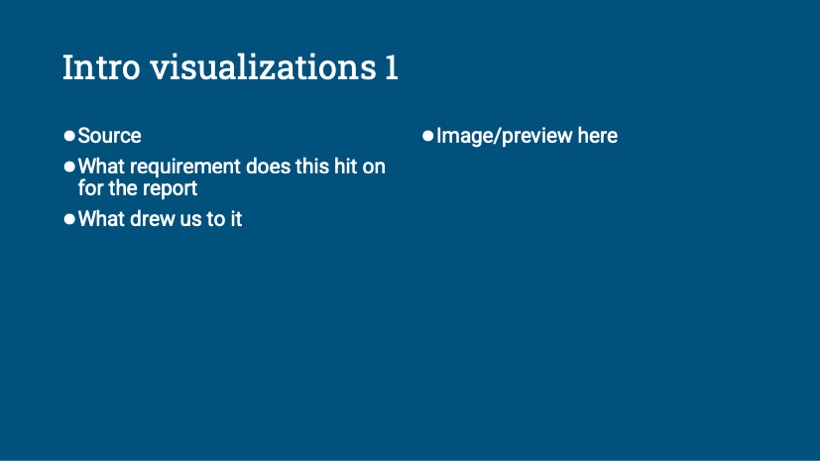 Intro visualizations 1
●Source
●What requirement does this hit on
for the report
●What drew us to it
●Image/preview here